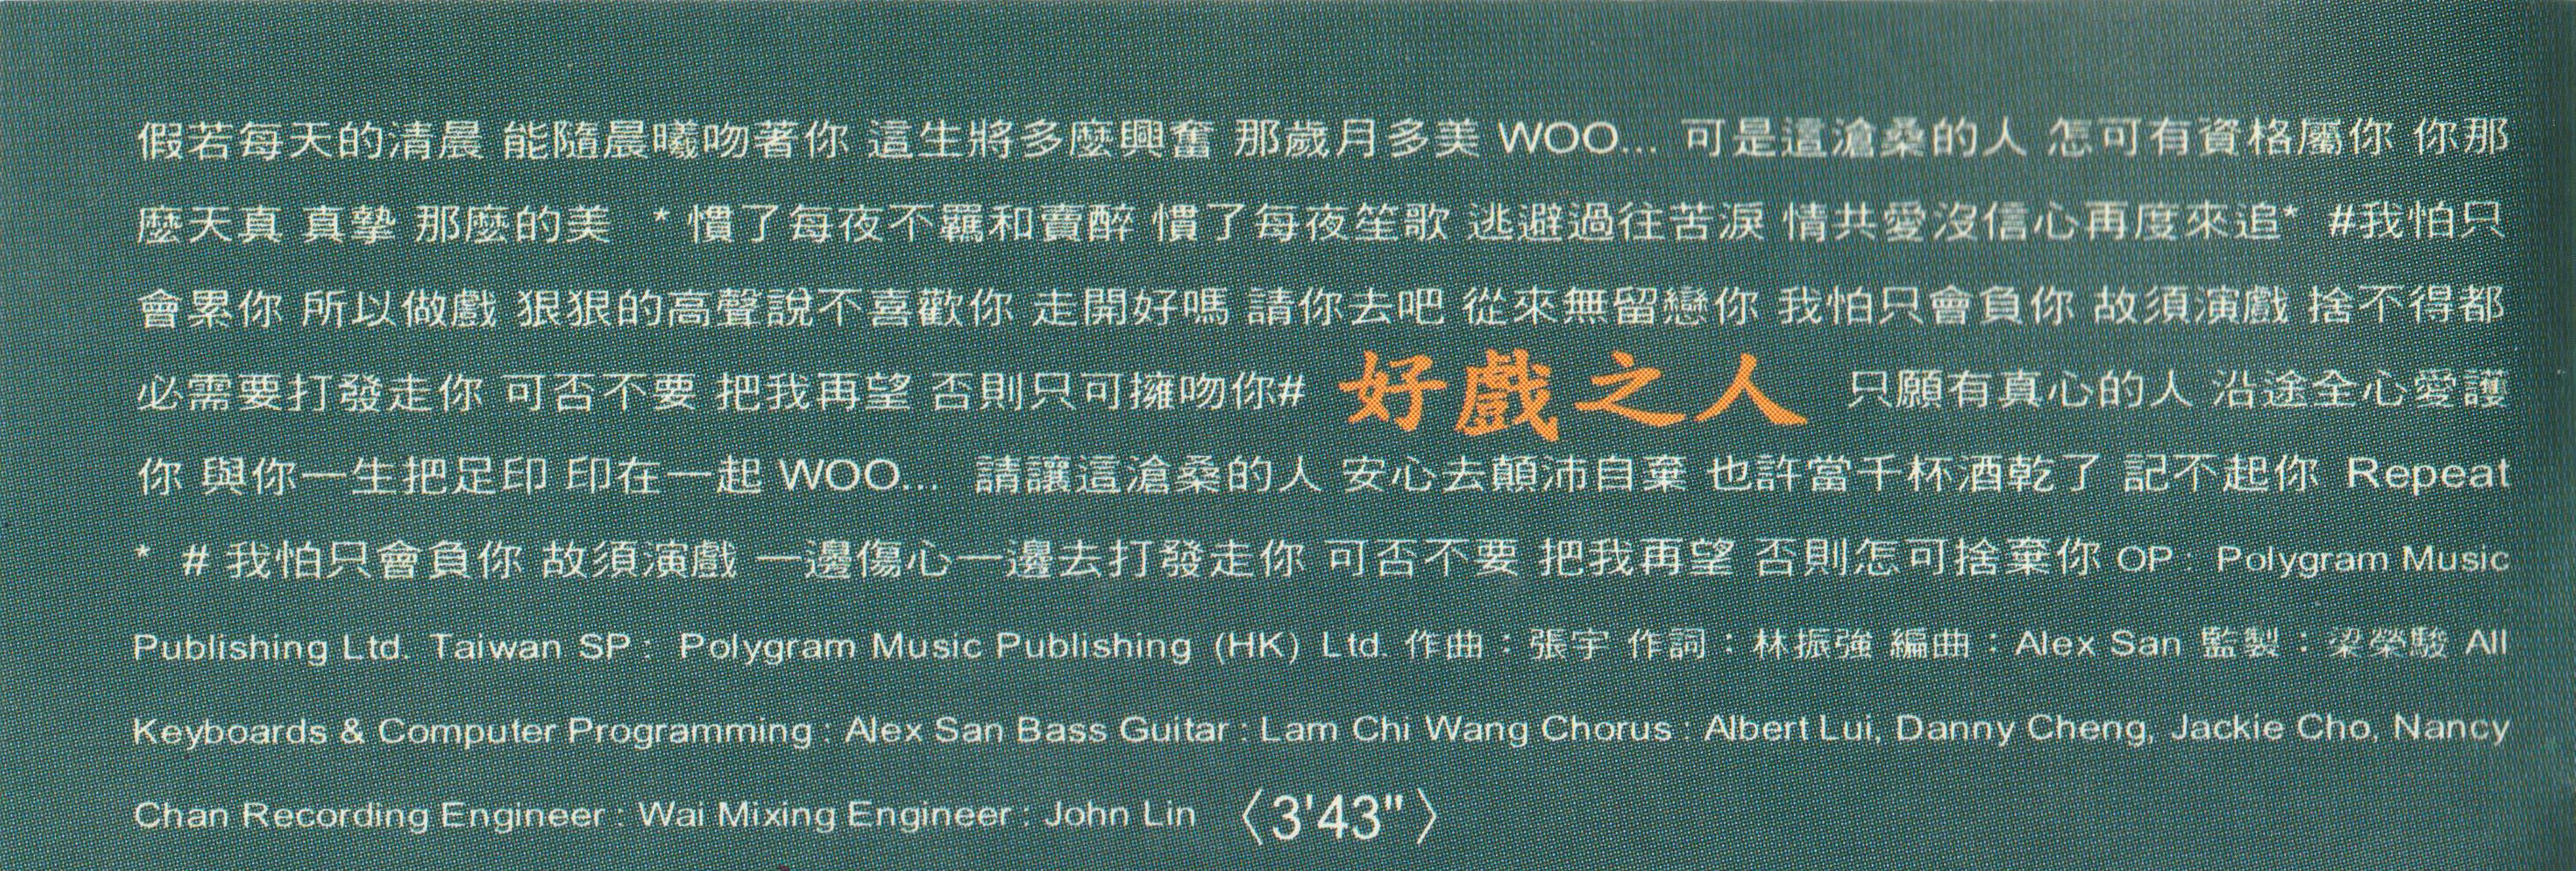 假若每天的清晨 能隨晨曦吻著你 這生將多麼興奮 那歲月多美 WOO... 可是這滄桑的人 怎可有資格屬你 你那
麼天真 真摯 那麼的美 * 慣了每夜不羈和賣醉 慣了每夜笙歌 逃避過往苦淚 情共愛沒信心再度來追* #我怕只
會累你 所以做戲 狠狠的高聲說不喜歡你 走開好嗎 請你去吧 從來無留戀你 我怕只會負你 故須演戲 捨不得都
必需要打發走你 可否不要 把我再望 否則只可擁吻你# 好戲之人 只願有真心的人 沿途全心愛護
你 與你一生把足印 印在一起 WOO... 請讓這滄桑的人 安心去顛沛自棄 也許當千杯酒乾了 記不起你 Repeat
* # 我怕只會負你 故須演戲 一邊傷心一邊去打發走你 可否不要 把我再望 否則怎可捨棄你 OP : Polygram Music
Publishing Ltd. Taiwan SP : Polygram Music Publishing (HK) Ltd. 作曲：張宇 作詞：林振強 編曲：Alex San 監製：梁榮駿 All
Keyboards & Computer Programming : Alex San Bass Guitar : Lam Chi Wang Chorus : Albert Lui, Danny Cheng, Jackie Cho, Nancy
Chan Recording Engineer : Wai Mixing Engineer : John Lin 〈3'43"〉